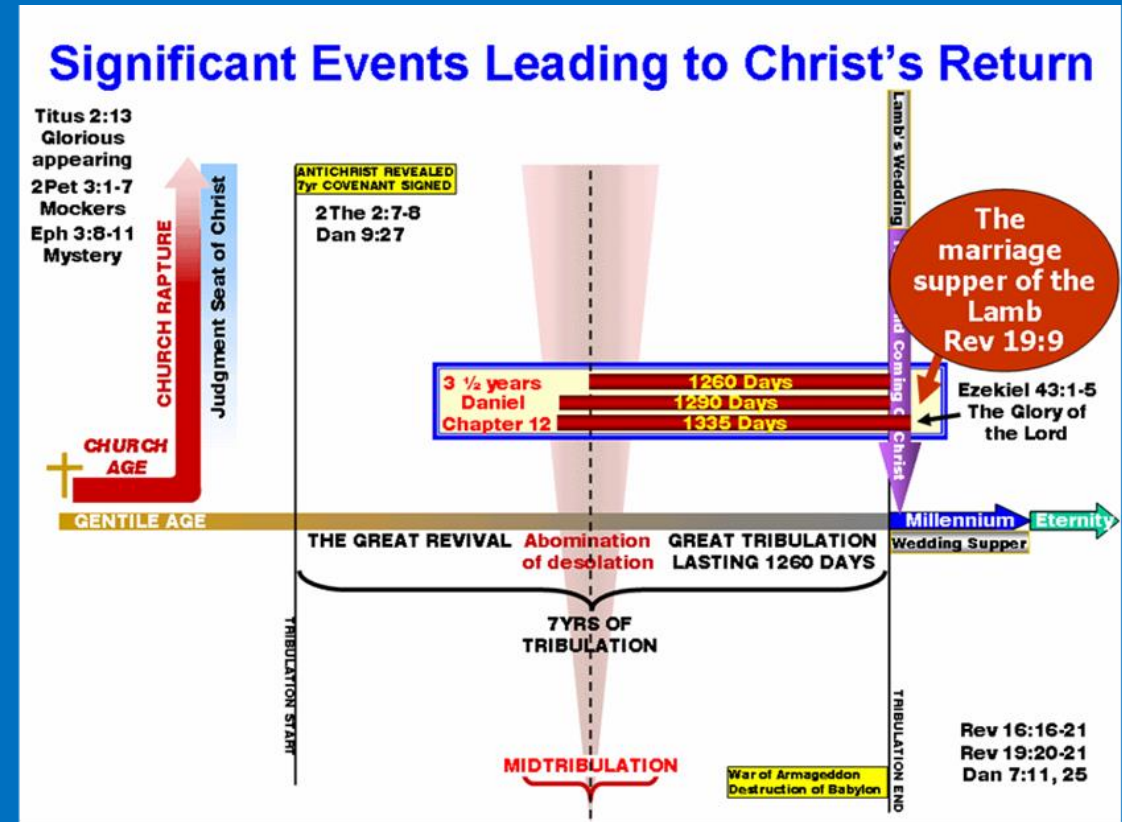 Significant Events Leading to Christ's Return
Titus 2:13
Glorious
appearing
2Pet 3:1-7
Mockers
Eph 3:8-11
Mystery
CHURCH RAPTURE
Judgment Seat of Christ
CHURCH
AGE
GENTILE AGE
ANTICHRIST REVEALED
7yr COVENANT SIGNED
2The 2:7-8
Dan 9:27
3 ½ years
Daniel
Chapter 12
1260 Days
1290 Days
1335 Days
Lamb's Wedding
Coming
Christ
The
marriage
supper of the
Lamb
Rev 19:9
Ezekiel 43:1-5
The Glory of
the Lord
Millennium
Eternity
Wedding Supper
THE GREAT REVIVAL
Abomination
of desolation
GREAT TRIBULATION
LASTING 1260 DAYS
7YRS OF
TRIBULATION
TRIBULATION START
MIDTRIBULATION
TRIBULATION END
War of Armageddon
Destruction of Babylon
Rev 16:16-21
Rev 19:20-21
Dan 7:11, 25